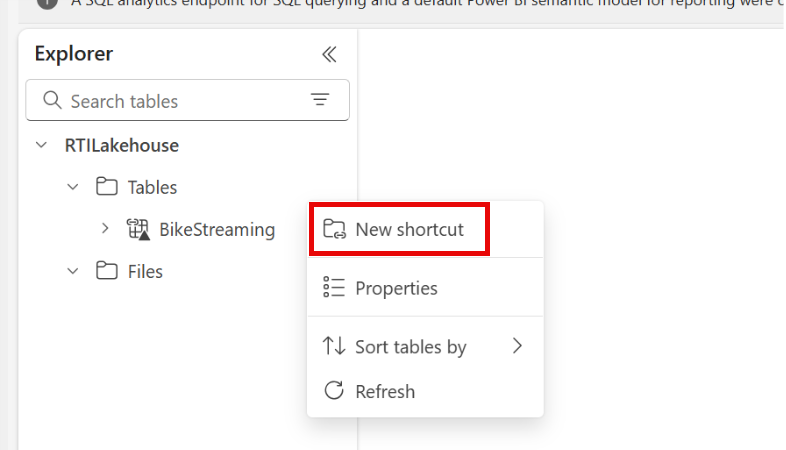 A SQL analytics endpoint for SQL querying and a default Power BI semantic model for reporting were c
Explorer
Search tables
RTILakehouse
Tables
BikeStreaming
Files
New shortcut
Properties
Sort tables by
Refresh